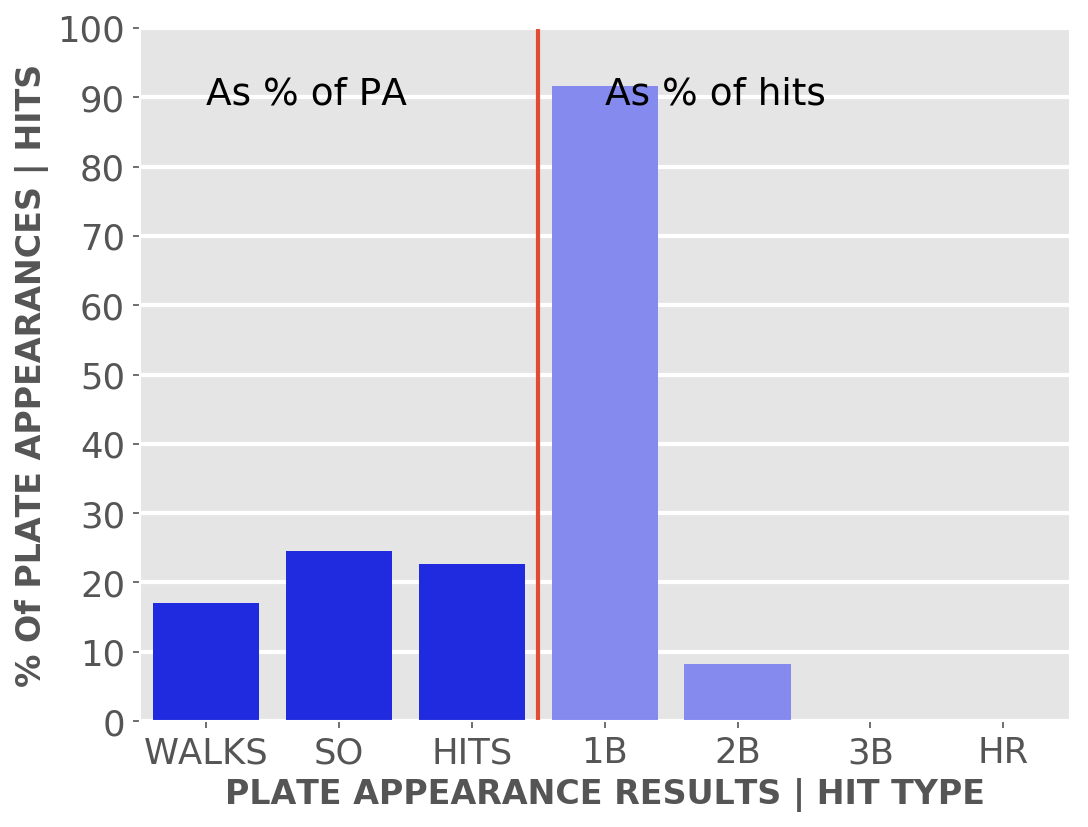 100
90
80
70
60
50
40
30
20
10
0
% Of PLATE APPEARANCES | HITS
As % of PA
As % of hits
WALKS SO HITS 1B 2B 3B HR
PLATE APPEARANCE RESULTS | HIT TYPE